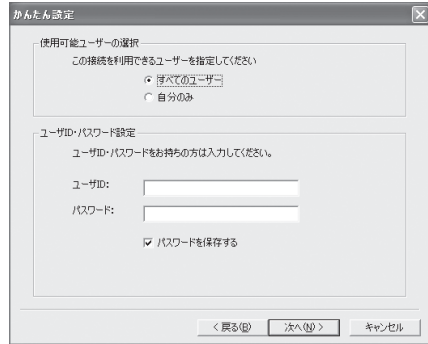 かんたん設定
使用可能ユーザーの選択
この接続を利用できるユーザーを指定してください
すべてのユーザー
自分のみ
ユーザID・パスワード設定
ユーザID・パスワードをお持ちの方は入力してください。
ユーザID:
パスワード:
パスワードを保存する
< 戻る(B) 次へ(N) > キャンセル